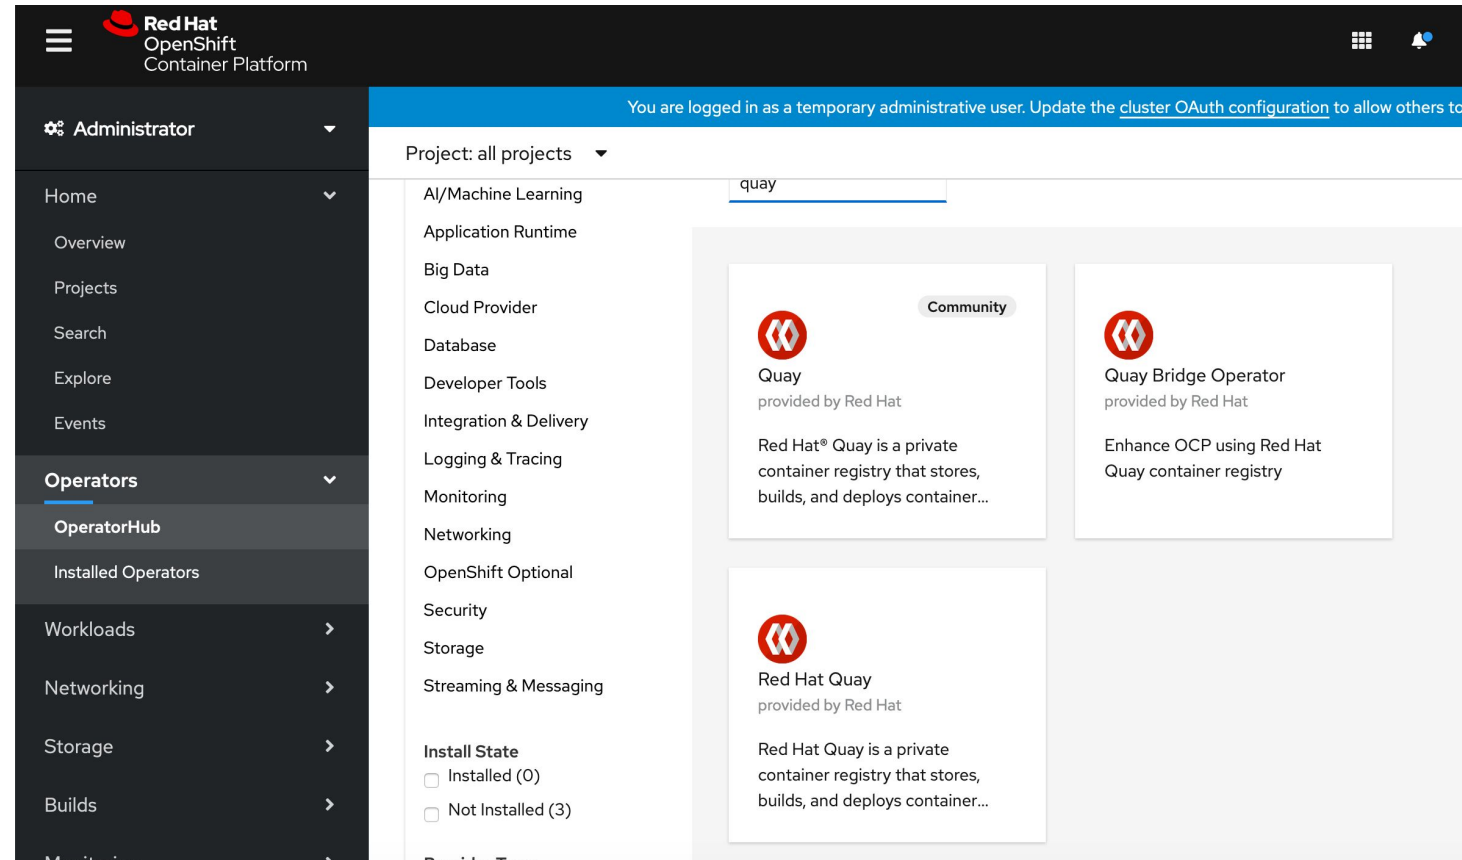 Red Hat
OpenShift
Container Platform
You are logged in as a temporary administrative user. Update the cluster OAuth configuration to allow others to
Administrator
Project: all projects
Home
Overview
Projects
Search
Explore
Events
Operators
OperatorHub
Installed Operators
Workloads
Networking
Storage
Builds
AI/Machine Learning
Application Runtime
Big Data
Cloud Provider
Database
Developer Tools
Integration & Delivery
Logging & Tracing
Monitoring
Networking
OpenShift Optional
Security
Storage
Streaming & Messaging
Install State
Installed (0)
Not Installed (3)
quay
Community
Quay
provided by Red Hat
Red Hat® Quay is a private
container registry that stores,
builds, and deploys container...
Quay Bridge Operator
provided by Red Hat
Enhance OCP using Red Hat
Quay container registry
Red Hat Quay
provided by Red Hat
Red Hat Quay is a private
container registry that stores,
builds, and deploys container...